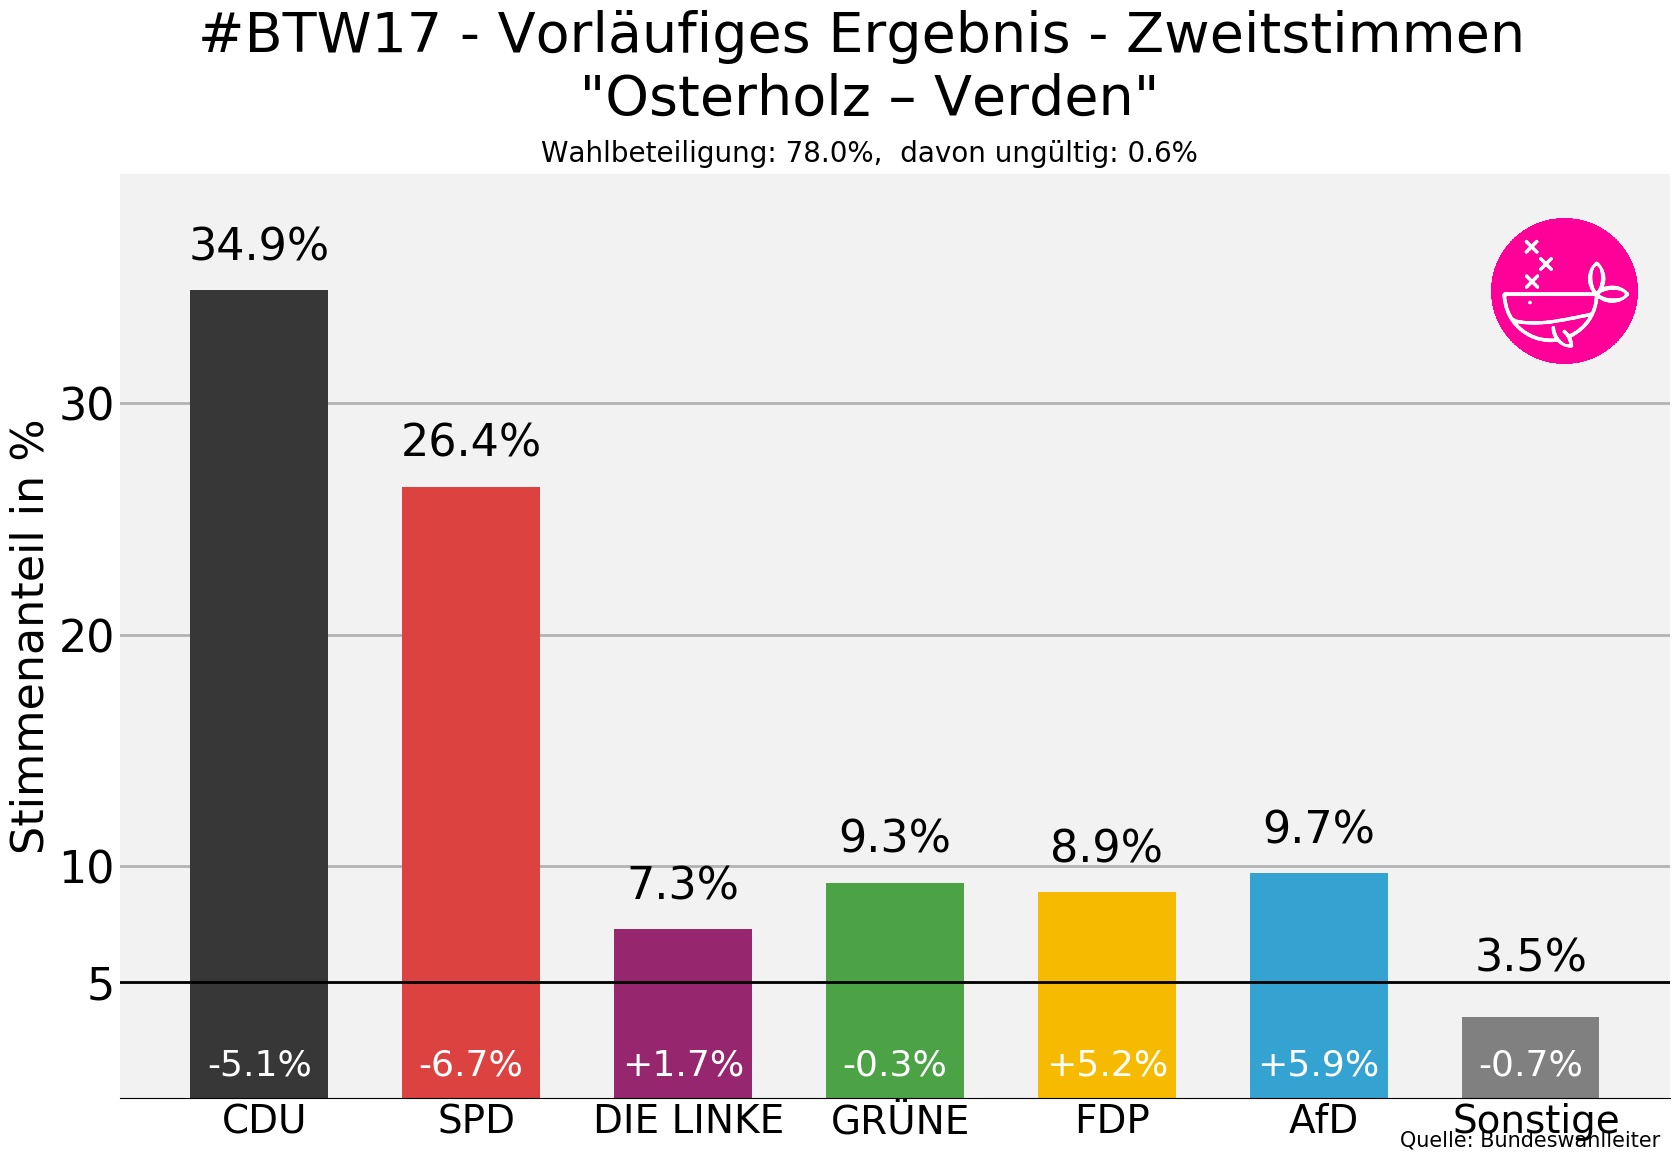 #BTW17 - Vorläufiges Ergebnis - Zweitstimmen
"Osterholz – Verden"
Wahlbeteiligung: 78.0%,  davon ungültig: 0.6%
Stimmenanteil in %
30
20
10
5
34.9%
26.4%
7.3%
9.3%
8.9%
9.7%
3.5%
-5.1%
-6.7%
+1.7%
-0.3%
+5.2%
+5.9%
-0.7%
CDU
SPD
DIE LINKE
GRÜNE
FDP
AfD
Sonstige
Quelle: Bundeswahlleiter